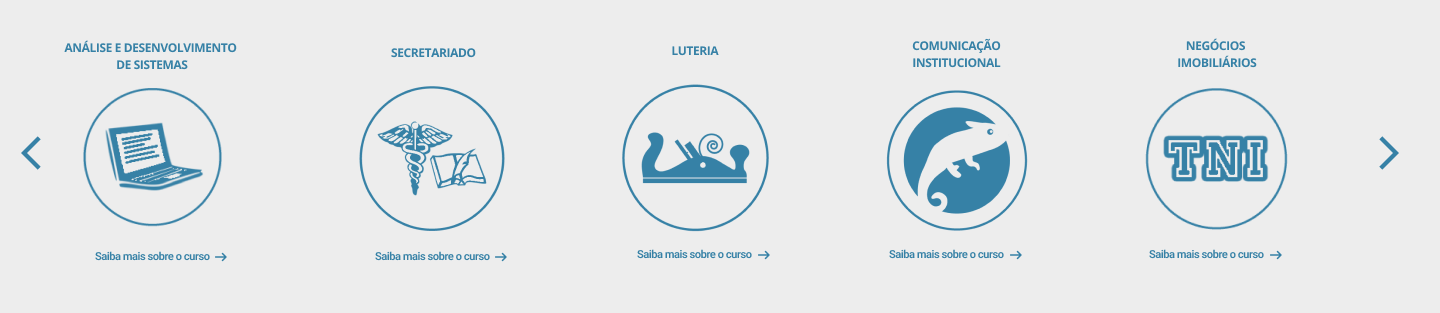 ANÁLISE E DESENVOLVIMENTO
DE SISTEMAS
SECRETARIADO
LUTERIA
COMUNICAÇÃO
INSTITUCIONAL
NEGÓCIOS
IMOBILIÁRIOS
TNI
Saiba mais sobre o curso →
Saiba mais sobre o curso →
Saiba mais sobre o curso →
Saiba mais sobre o curso →
Saiba mais sobre o curso →